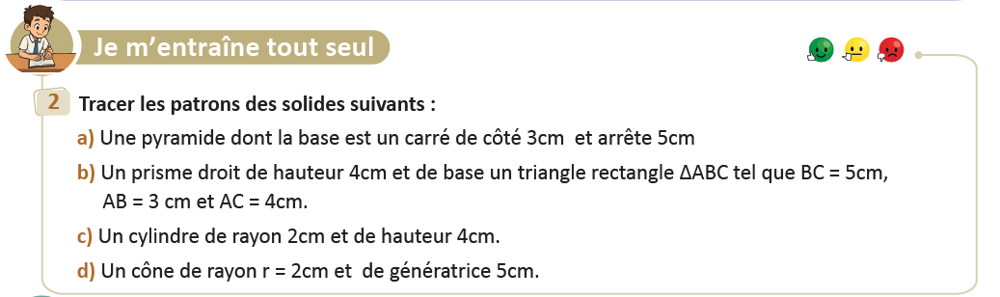 Je m'entraîne tout seul
2 Tracer les patrons des solides suivants :
a) Une pyramide dont la base est un carré de côté 3cm et arrête 5cm
b) Un prisme droit de hauteur 4cm et de base un triangle rectangle ΔABC tel que BC = 5cm,
AB = 3 cm et AC = 4cm.
c) Un cylindre de rayon 2cm et de hauteur 4cm.
d) Un cône de rayon r = 2cm et de génératrice 5cm.